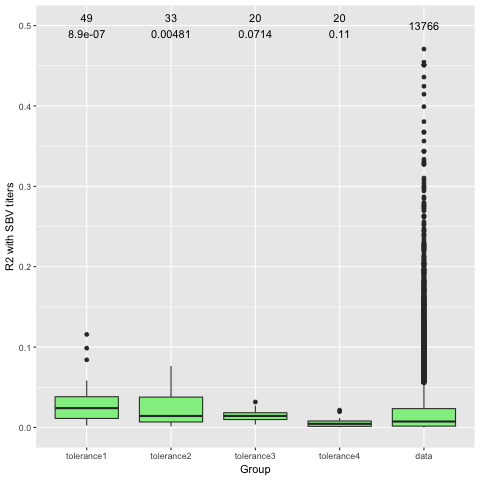 49 33 20 20
13766
8.9e-07 0.00481 0.0714 0.11
0.5
0.4
0.3
0.2
0.1
0.0
R2 with SBV titers
tolerance1 tolerance2 tolerance3 tolerance4 data
Group